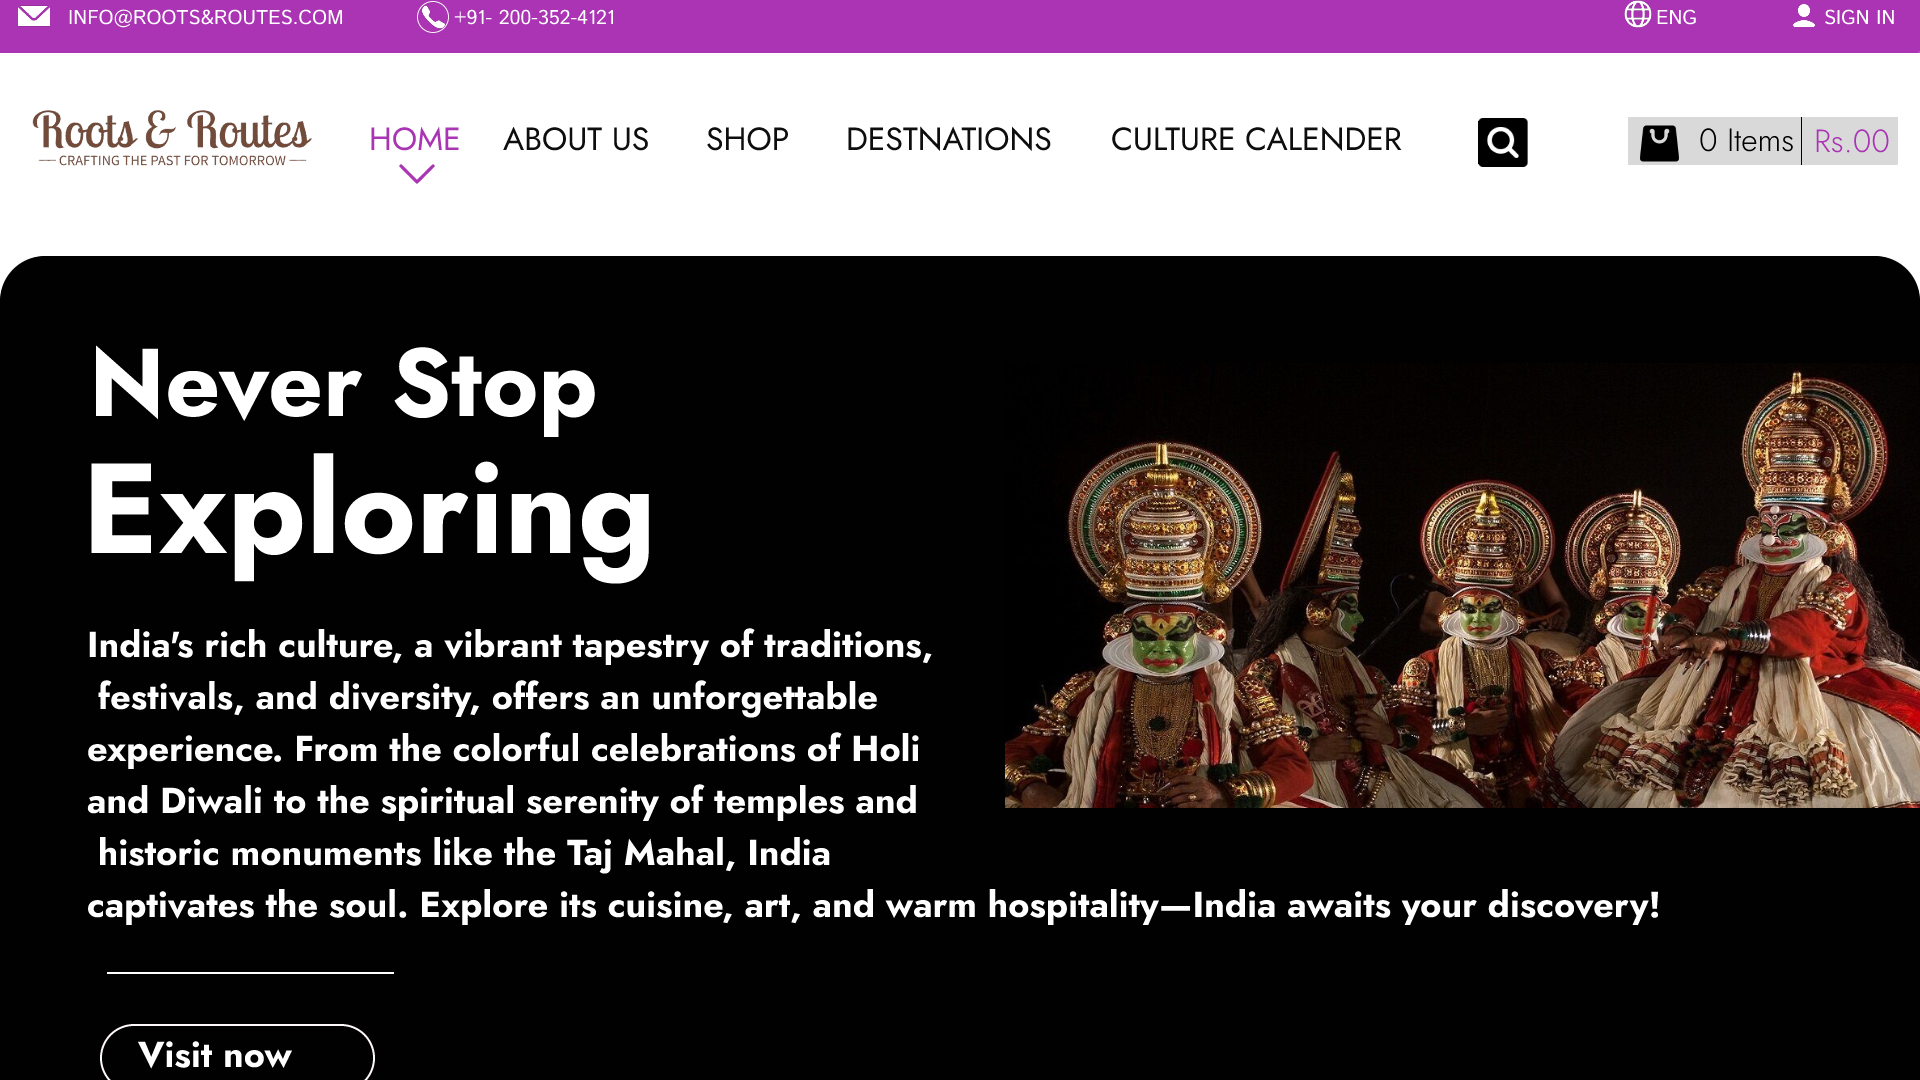 INFO@ROOTS&ROUTES.COM
+91- 200-352-4121
ENG
SIGN IN
Roots & Routes
CRAFTING THE PAST FOR TOMORROW
HOME
ABOUT US
SHOP
DESTNATIONS
CULTURE CALENDER
0 Items
Rs.00
Never Stop
Exploring
India's rich culture, a vibrant tapestry of traditions,
festivals, and diversity, offers an unforgettable
experience. From the colorful celebrations of Holi
and Diwali to the spiritual serenity of temples and
historic monuments like the Taj Mahal, India
captivates the soul. Explore its cuisine, art, and warm hospitality—India awaits your discovery!
Visit now